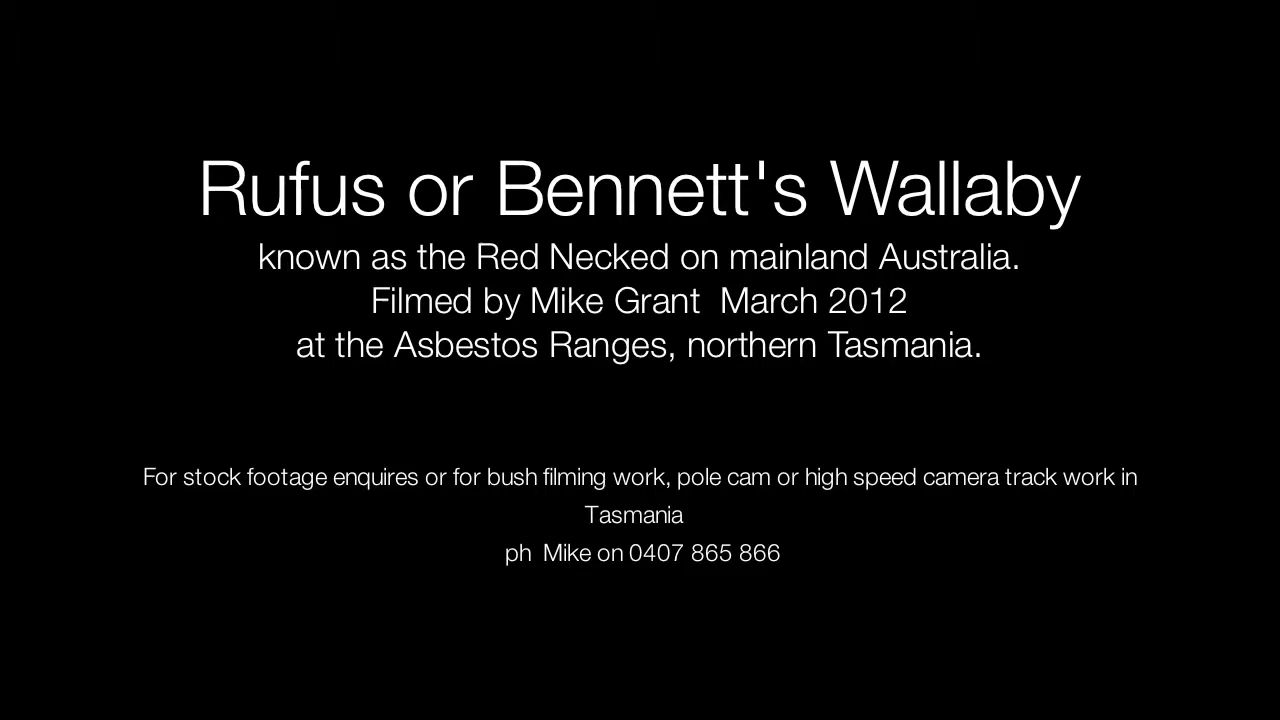 Rufus or Bennett's Wallaby
known as the Red Necked on mainland Australia.
Filmed by Mike Grant  March 2012
at the Asbestos Ranges, northern Tasmania.
For stock footage enquires or for bush filming work, pole cam or high speed camera track work in
Tasmania
ph  Mike on 0407 865 866